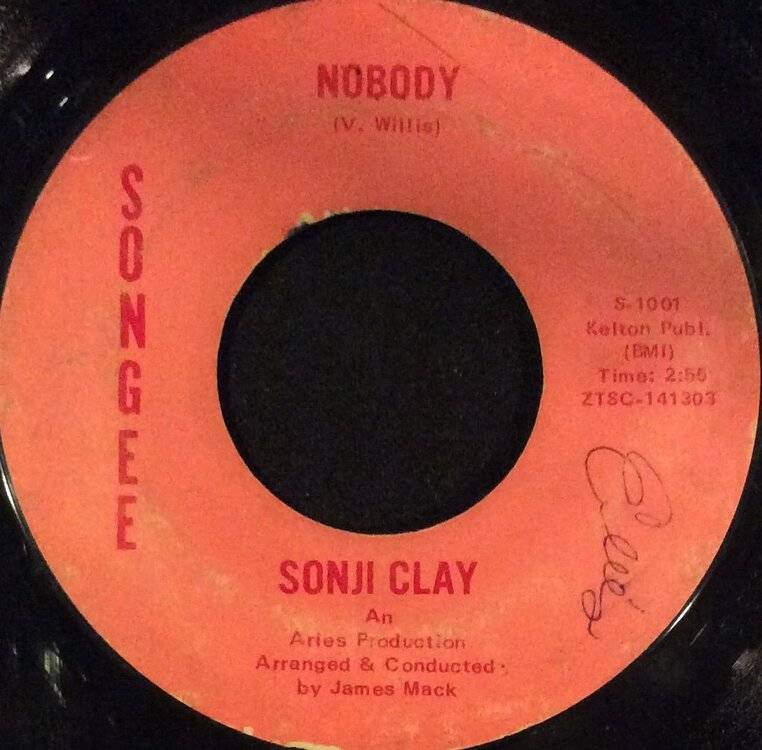 NOBODY
(V. Willis)
SONGEE
S-1001
Kelton Publ.
(BMI)
Time: 2:55
ZTSC-141303
SONJI CLAY
An
Aries Production
Arranged & Conducted
by James Mack